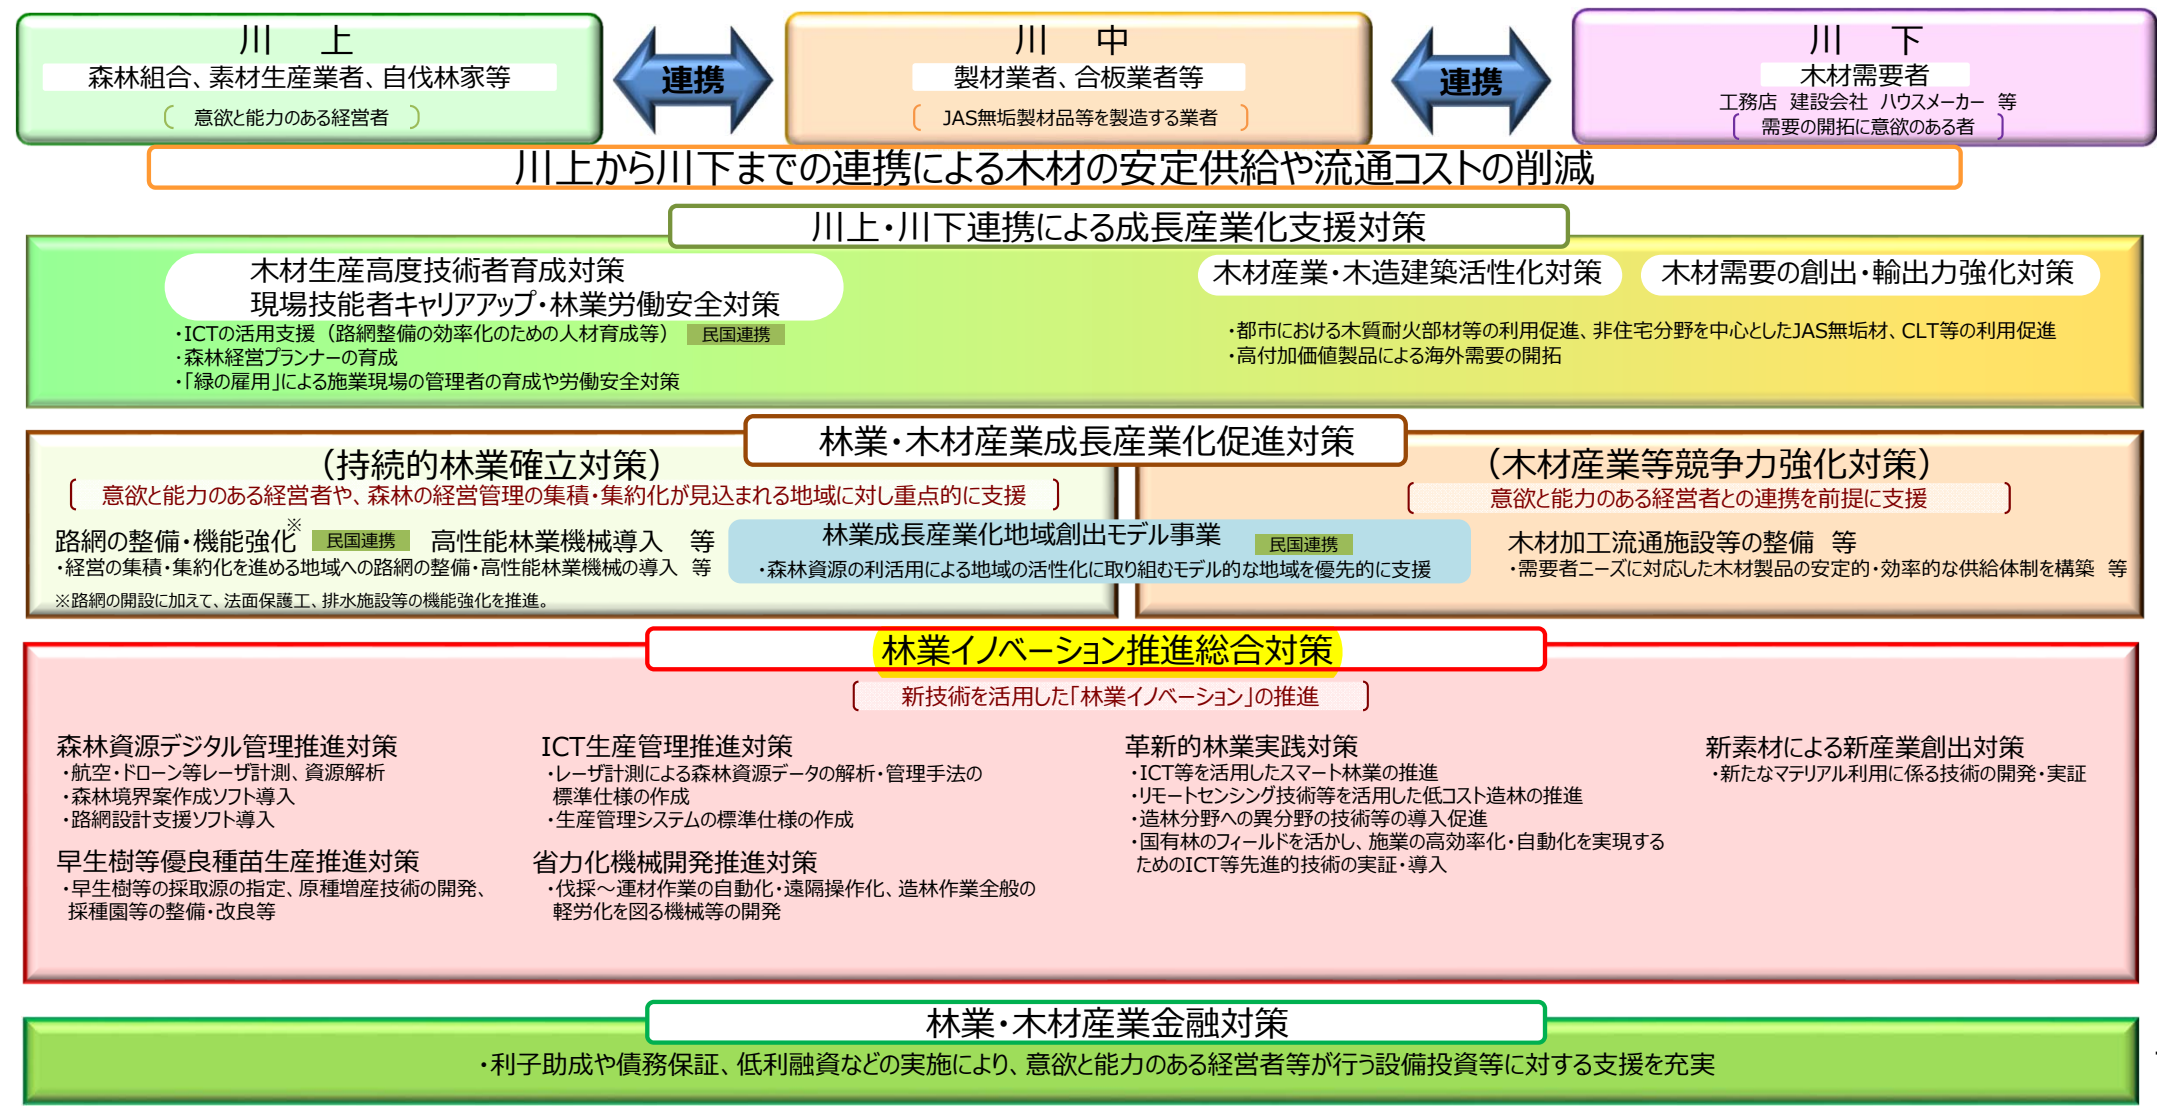 川　上
森林組合、素材生産業者、自伐林家等
意欲と能力のある経営者
連携
川　中
製材業者、合板業者等
JAS無垢製材品等を製造する業者
連携
川　下
木材需要者
工務店　建設会社　ハウスメーカー　等
需要の開拓に意欲のある者
川上から川下までの連携による木材の安定供給や流通コストの削減
川上・川下連携による成長産業化支援対策
木材生産高度技術者育成対策
現場技能者キャリアアップ・林業労働安全対策
・ICTの活用支援（路網整備の効率化のための人材育成等）　民国連携
・森林経営プランナーの育成
・「緑の雇用」による施業現場の管理者の育成や労働安全対策
木材産業・木造建築活性化対策
木材需要の創出・輸出力強化対策
・都市における木質耐火部材等の利用促進、非住宅分野を中心としたJAS無垢材、CLT等の利用促進
・高付加価値製品による海外需要の開拓
林業・木材産業成長産業化促進対策
（持続的林業確立対策）
意欲と能力のある経営者や、森林の経営管理の集積・集約化が見込まれる地域に対し重点的に支援
路網の整備・機能強化※　民国連携　高性能林業機械導入　等
・経営の集積・集約化を進める地域への路網の整備・高性能林業機械の導入　等
※路網の開設に加えて、法面保護工、排水施設等の機能強化を推進。
林業成長産業化地域創出モデル事業　民国連携
・森林資源の利活用による地域の活性化に取り組むモデル的な地域を優先的に支援
（木材産業等競争力強化対策）
意欲と能力のある経営者との連携を前提に支援
木材加工流通施設等の整備　等
・需要者ニーズに対応した木材製品の安定的・効率的な供給体制を構築　等
林業イノベーション推進総合対策
新技術を活用した「林業イノベーション」の推進
森林資源デジタル管理推進対策
・航空・ドローン等レーザ計測、資源解析
・森林境界案作成ソフト導入
・路網設計支援ソフト導入
早生樹等優良種苗生産推進対策
・早生樹等の採取源の指定、原種増産技術の開発、
採種園等の整備・改良等
ICT生産管理推進対策
・レーザ計測による森林資源データの解析・管理手法の
標準仕様の作成
・生産管理システムの標準仕様の作成
省力化機械開発推進対策
・伐採～運材作業の自動化・遠隔操作化、造林作業全般の
軽労化を図る機械等の開発
革新的林業実践対策
・ICT等を活用したスマート林業の推進
・リモートセンシング技術等を活用した低コスト造林の推進
・造林分野への異分野の技術等の導入促進
・国有林のフィールドを活かし、施業の高効率化・自動化を実現する
ためのICT等先進的技術の実証・導入
新素材による新産業創出対策
・新たなマテリアル利用に係る技術の開発・実証
林業・木材産業金融対策
・利子助成や債務保証、低利融資などの実施により、意欲と能力のある経営者等が行う設備投資等に対する支援を充実